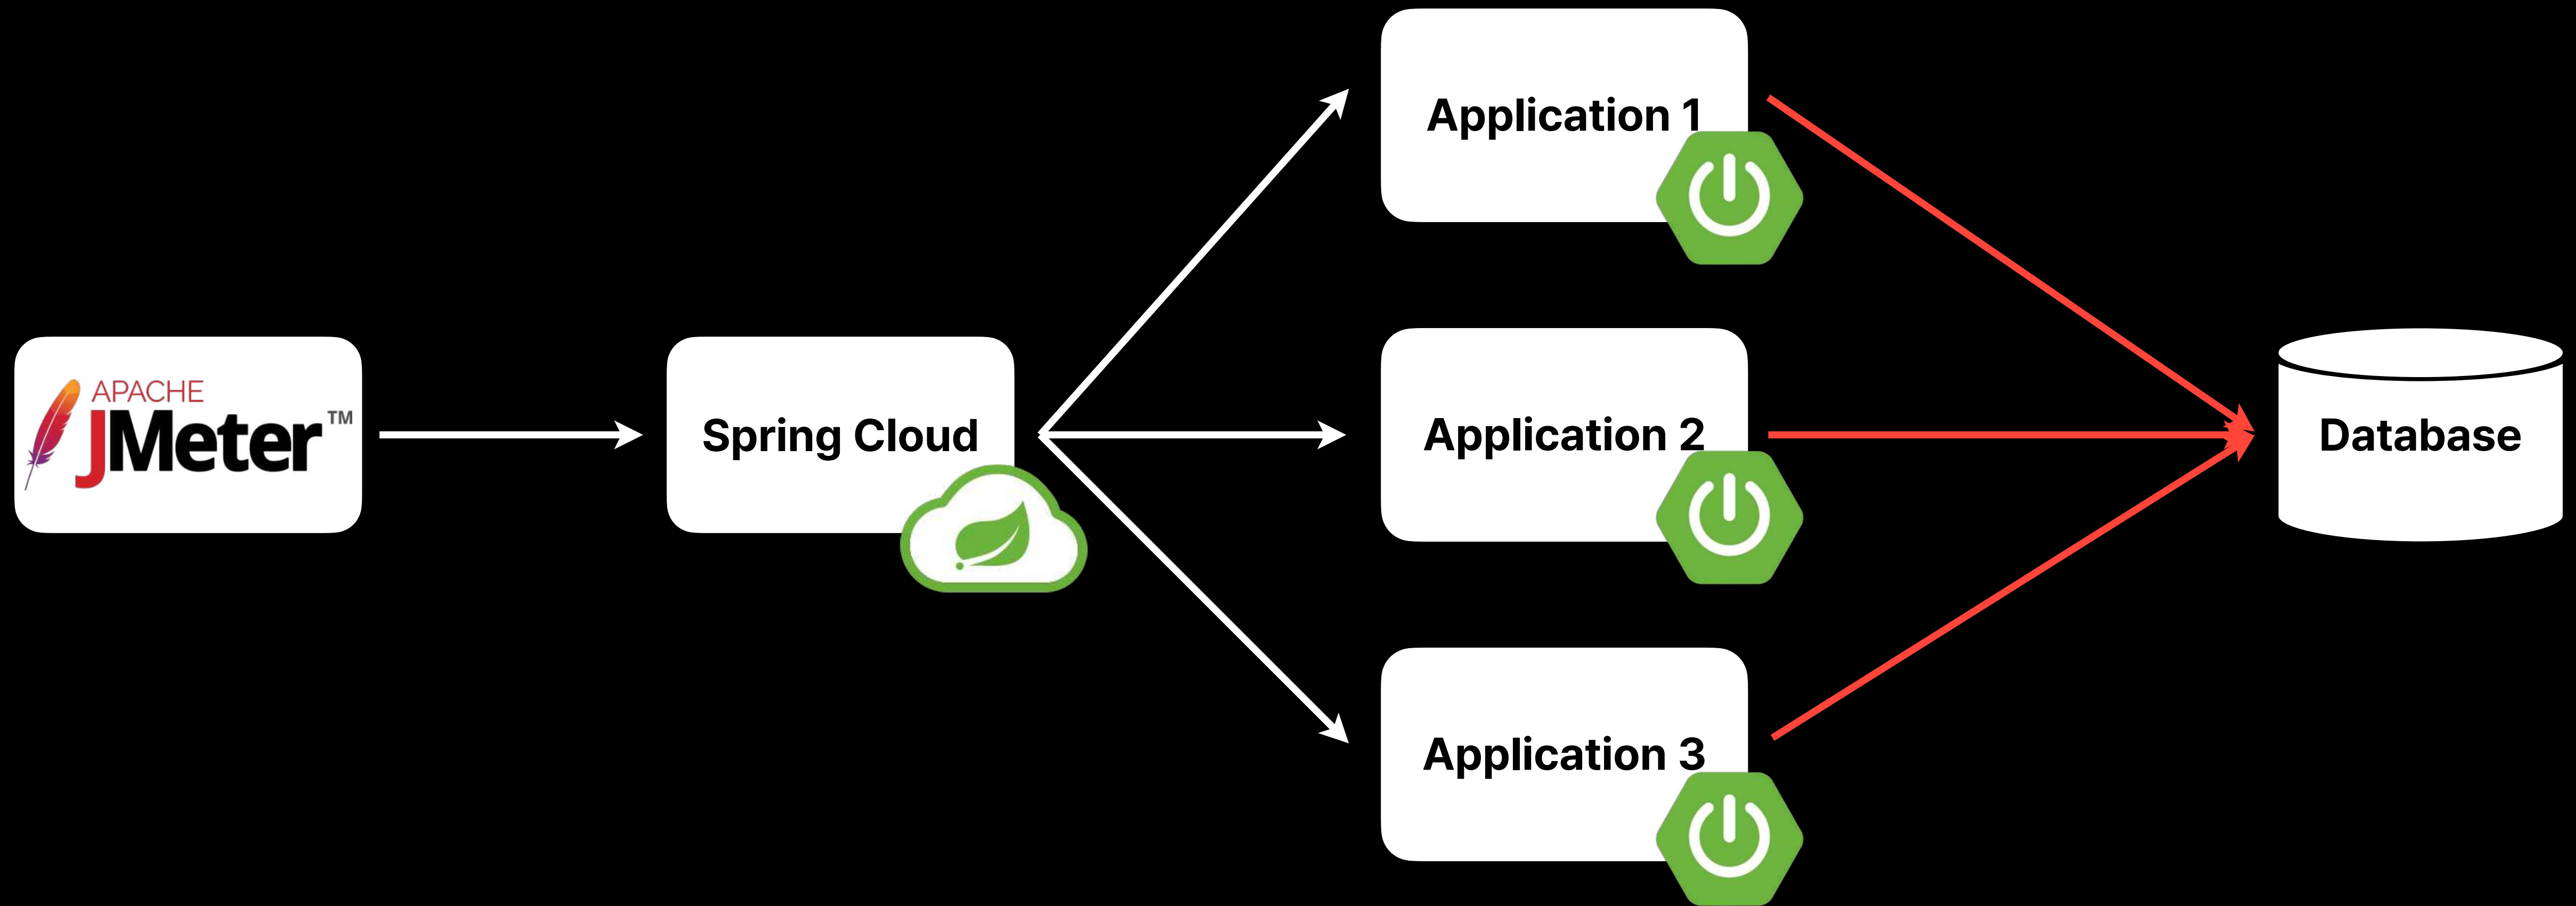 APACHE
JMeter™
Spring Cloud
Application 1
Application 2
Application 3
Database